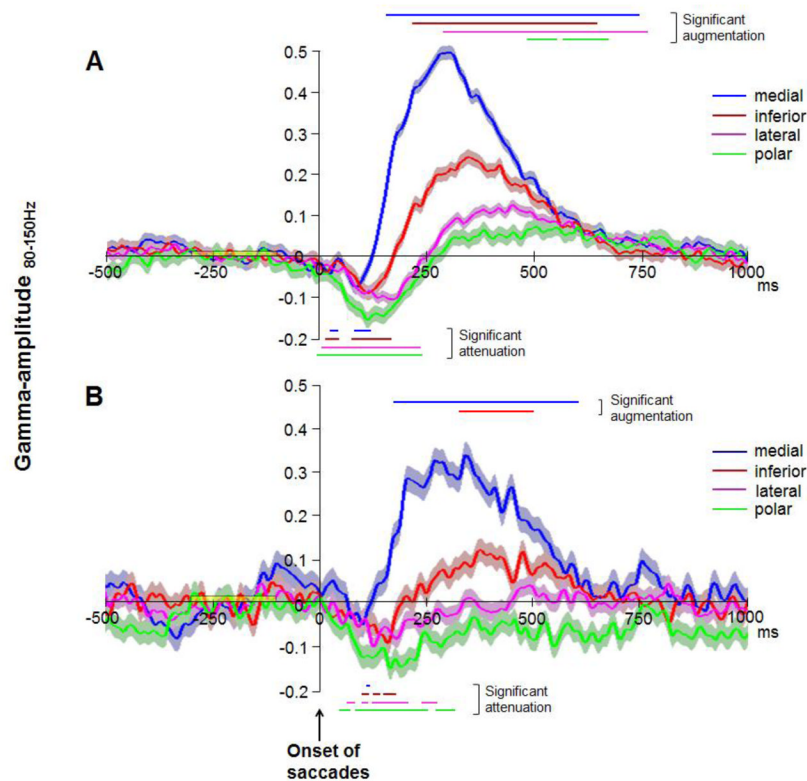 Significant
augmentation
A
0.5
0.4
0.3
0.2
0.1
0
-0.1
-0.2
-500
-250
0
250
500
750
1000
ms
medial
inferior
lateral
polar
Significant
attenuation
Gamma-amplitude 80-150Hz
B
0.5
0.4
0.3
0.2
0.1
0
-0.1
-0.2
-500
-250
0
250
500
750
1000
ms
Significant
augmentation
medial
inferior
lateral
polar
Significant
attenuation
Onset of
saccades